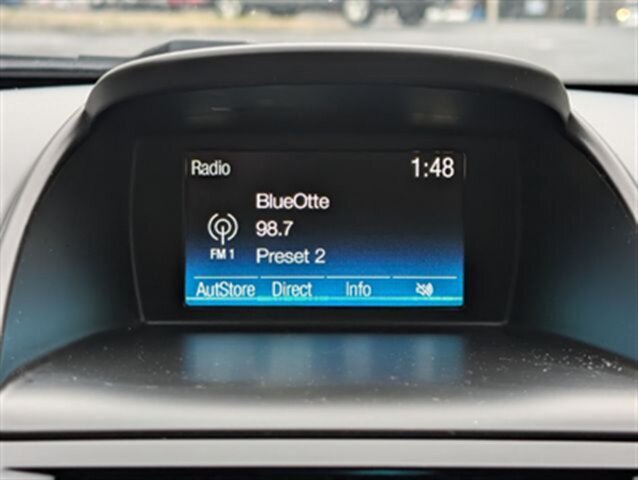 Radio 1:48
BlueOtte
98.7
FM 1
Preset 2
AutStore Direct Info